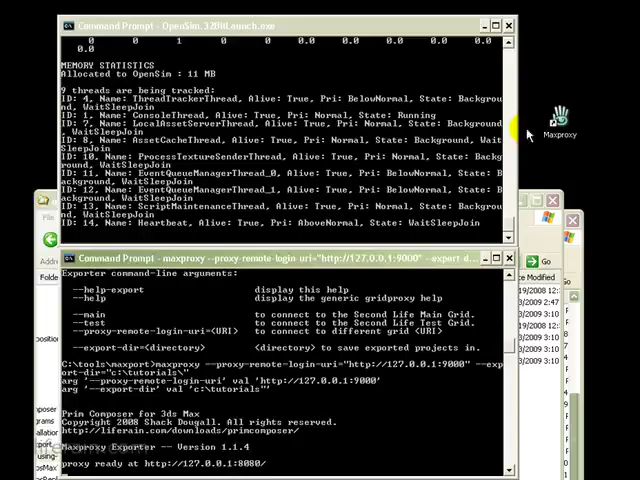 Command Prompt - OpenSim.32BitLaunch.exe
0 0 1 0 0 0 0 0
0.0
MEMORY STATISTICS
Allocated to OpenSim : 11 MB
9 threads are being tracked:
ID: 4, Name: ThreadTrackerThread, Alive: True, Pri: BelowNormal, State: Backgrou
nd, WaitSleepJoin
ID: 1, Name: ConsoleThread, Alive: True, Pri: Normal, State: Running
ID: 7, Name: LocalAssetServerThread, Alive: True, Pri: Normal, State: Background
, WaitSleepJoin
ID: 8, Name: AssetCacheThread, Alive: True, Pri: Normal, State: Background, Wait
SleepJoin
ID: 10, Name: ProcessTextureSenderThread, Alive: True, Pri: Normal, State: Backg
round, WaitSleepJoin
ID: 11, Name: EventQueueManagerThread_0, Alive: True, Pri: BelowNormal, State: B
ackground, WaitSleepJoin
ID: 12, Name: EventQueueManagerThread_1, Alive: True, Pri: BelowNormal, State: B
ackground, WaitSleepJoin
ID: 13, Name: ScriptMaintenanceThread, Alive: True, Pri: Normal, State: Backgrou
nd, WaitSleepJoin
ID: 14, Name: Heartbeat, Alive: True, Pri: AboveNormal, State: WaitSleepJoin
Maxproxy
File
Folde
Go
Go
Date Modified
Command Prompt - maxproxy --proxy-remote-login-uri="http://127.0.0.1:9000" --export-d...
Exporter command-line arguments:
--help-export display this help
--help display the generic gridproxy help
--main to connect to the Second Life Main Grid.
--test to connect to the Second Life Test Grid.
--proxy-remote-login-uri=<URI> to connect to different grid <URI>
--export-dir=<directory> <directory> to save exported projects in.
C:\tools\maxport>maxproxy --proxy-remote-login-uri="http://127.0.0.1:9000" --exp
ort-dir="c:\tutorials\"
arg '--proxy-remote-login-uri' val 'http://127.0.0.1:9000'
arg '--export-dir' val 'c:\tutorials"'
Prim Composer for 3ds Max
Copyright 2008 Shack Dougall. All rights reserved.
http://liferain.com/downloads/primcomposer/
Maxproxy Exporter -- Version 1.1.4
proxy ready at http://127.0.0.1:8080/
liferain.com